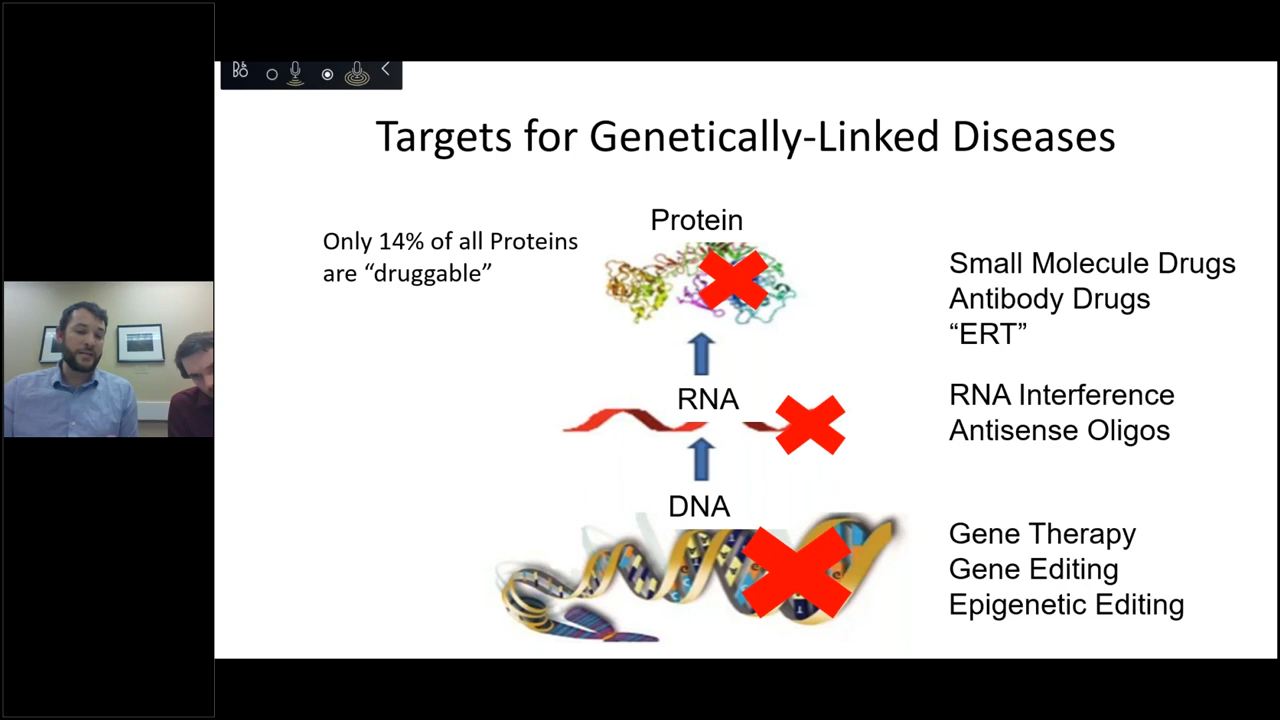 Targets for Genetically-Linked Diseases
Only 14% of all Proteins
are “druggable”
Protein
Small Molecule Drugs
Antibody Drugs
“ERT”
RNA
RNA Interference
Antisense Oligos
DNA
Gene Therapy
Gene Editing
Epigenetic Editing